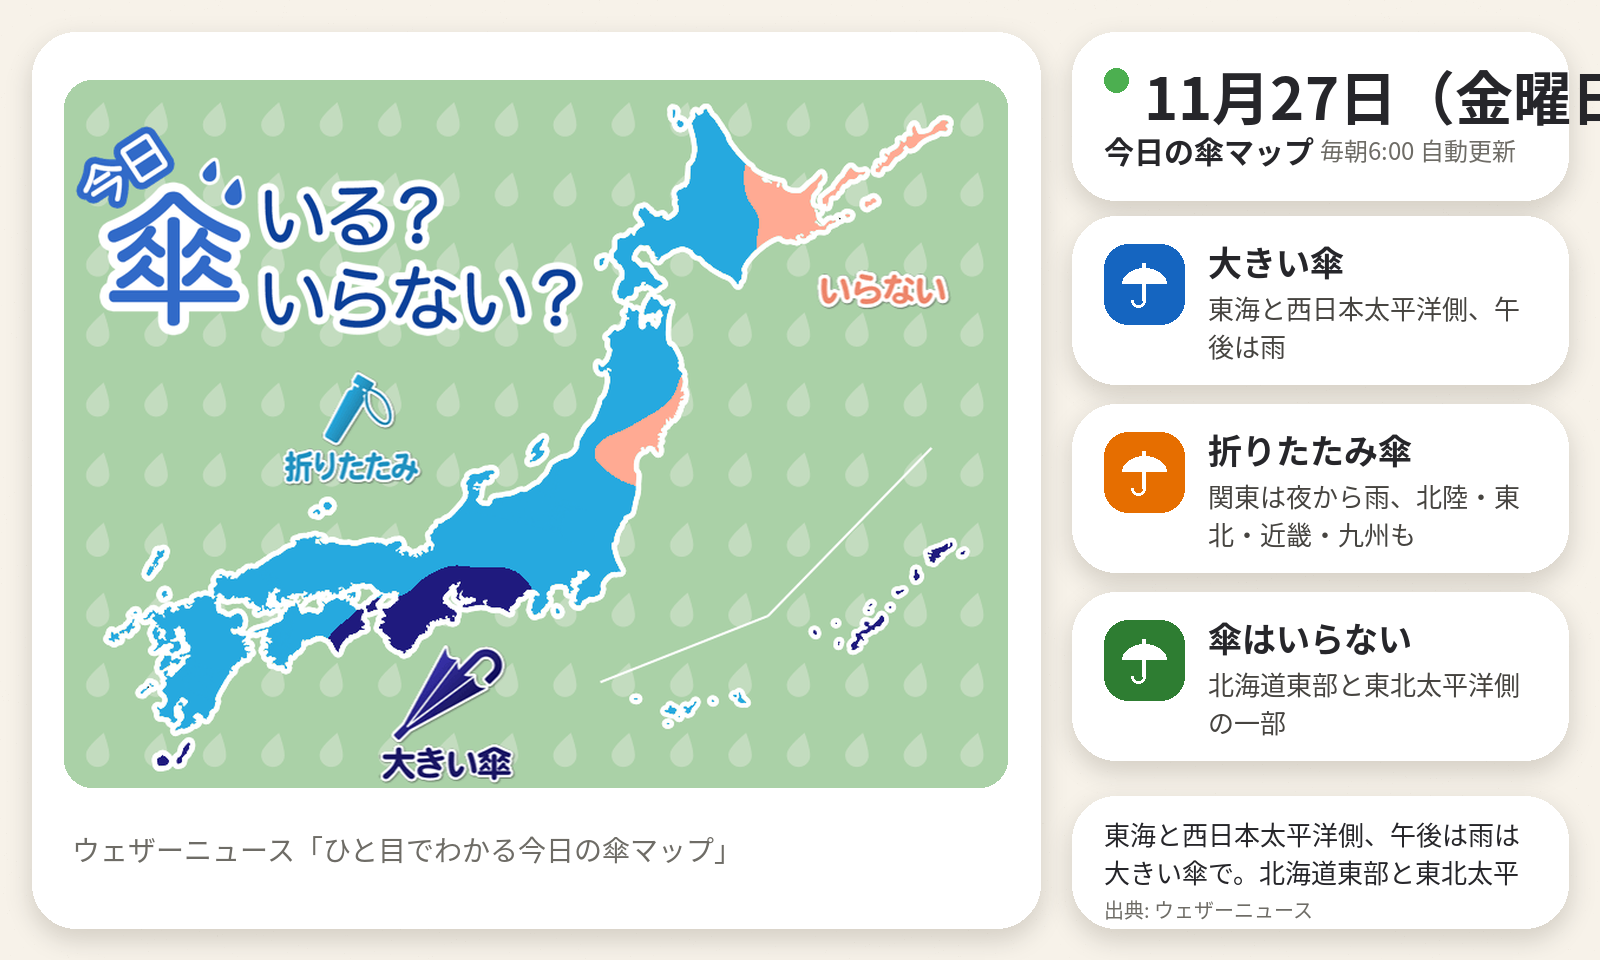 今日
傘
いる?
いらない?
いらない
折りたたみ
大きい傘
ウェザーニュース「ひと目でわかる今日の傘マップ」
11月27日（金曜日
今日の傘マップ 毎朝6:00 自動更新
大きい傘
東海と西日本太平洋側、午
後は雨
折りたたみ傘
関東は夜から雨、北陸・東
北・近畿・九州も
傘はいらない
北海道東部と東北太平洋側
の一部
東海と西日本太平洋側、午後は雨は
大きい傘で。北海道東部と東北太平
出典: ウェザーニュース